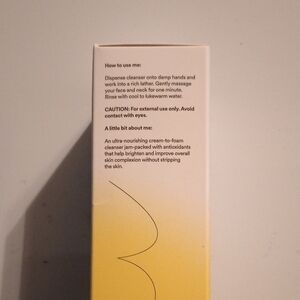 How to use me:
Dispense cleanser onto damp hands and
work into a rich lather. Gently massage
your face and neck for one minute.
Rinse with cool to lukewarm water.
CAUTION: For external use only. Avoid
contact with eyes.
A little bit about me:
An ultra-nourishing cream-to-foam
cleanser jam-packed with antioxidants
that help brighten and improve overall
skin complexion without stripping
the skin.